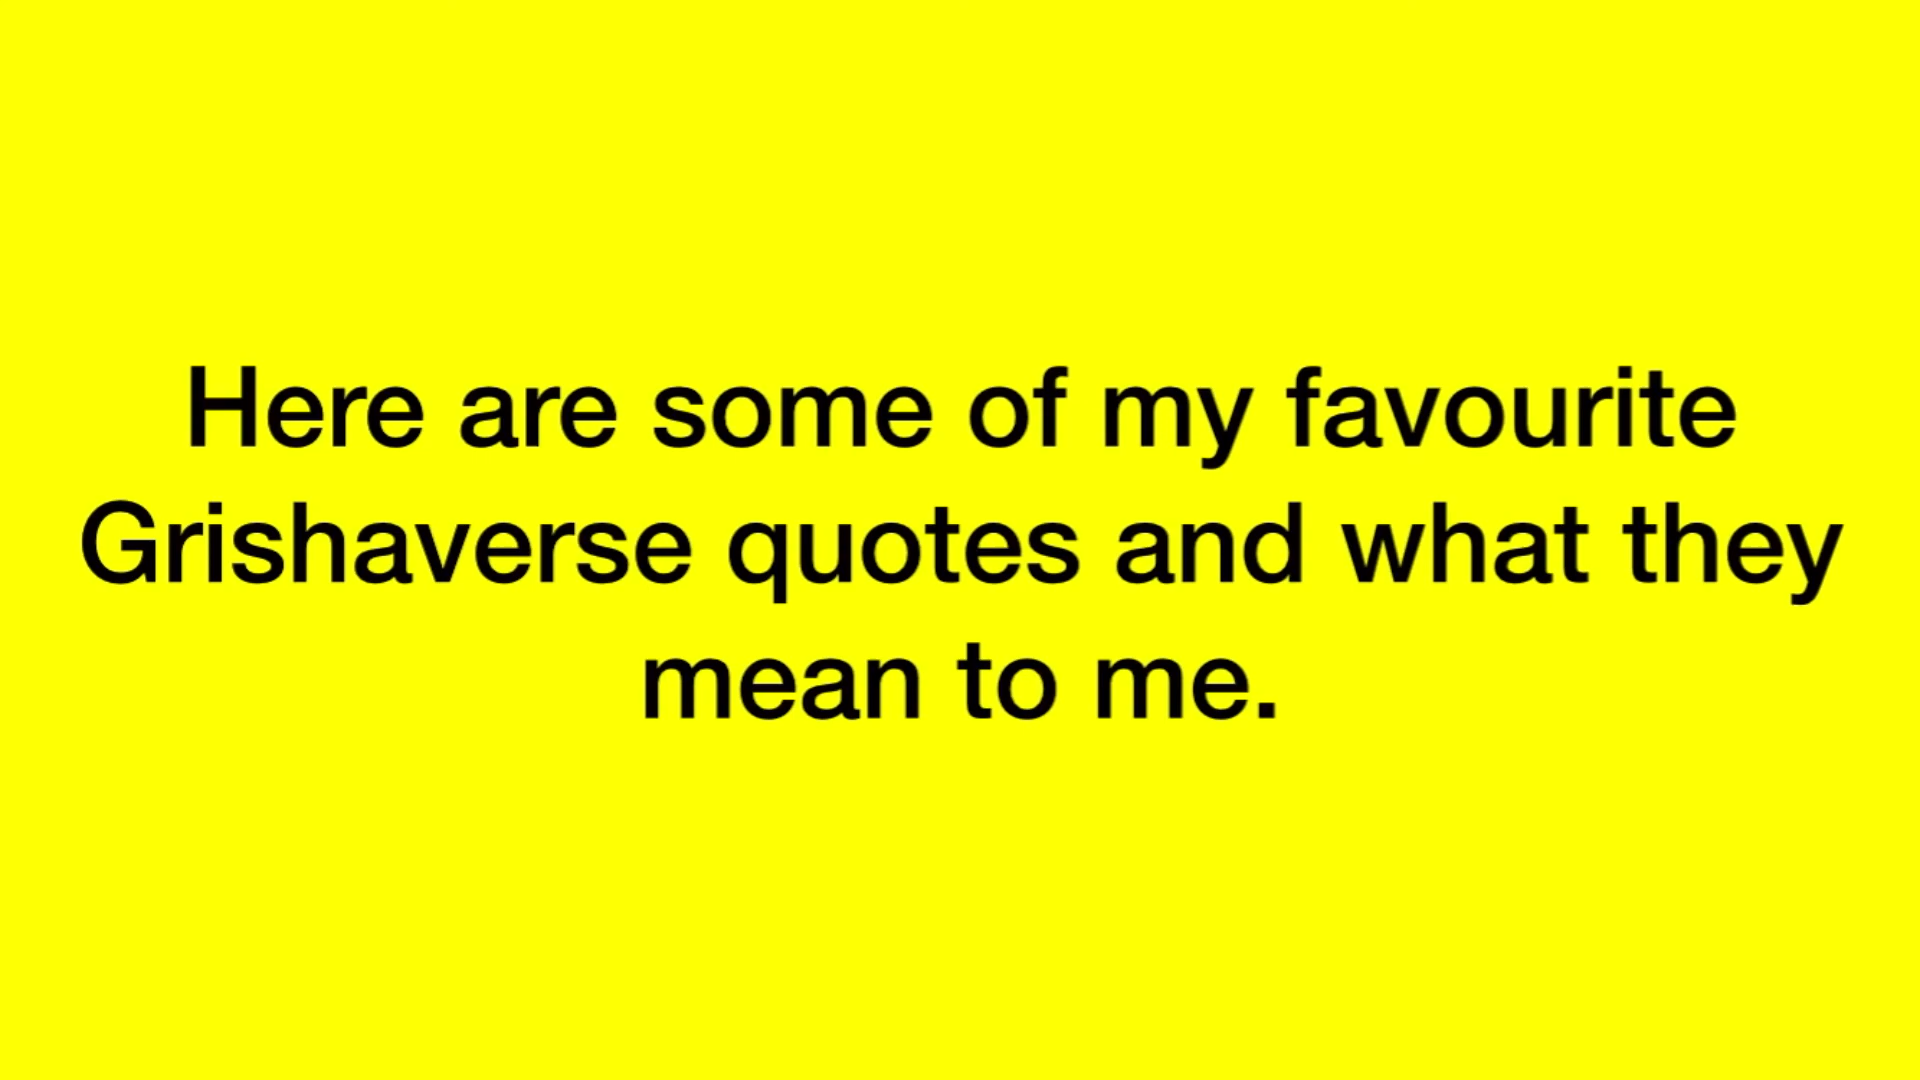 Here are some of my favourite
Grishaverse quotes and what they
mean to me.